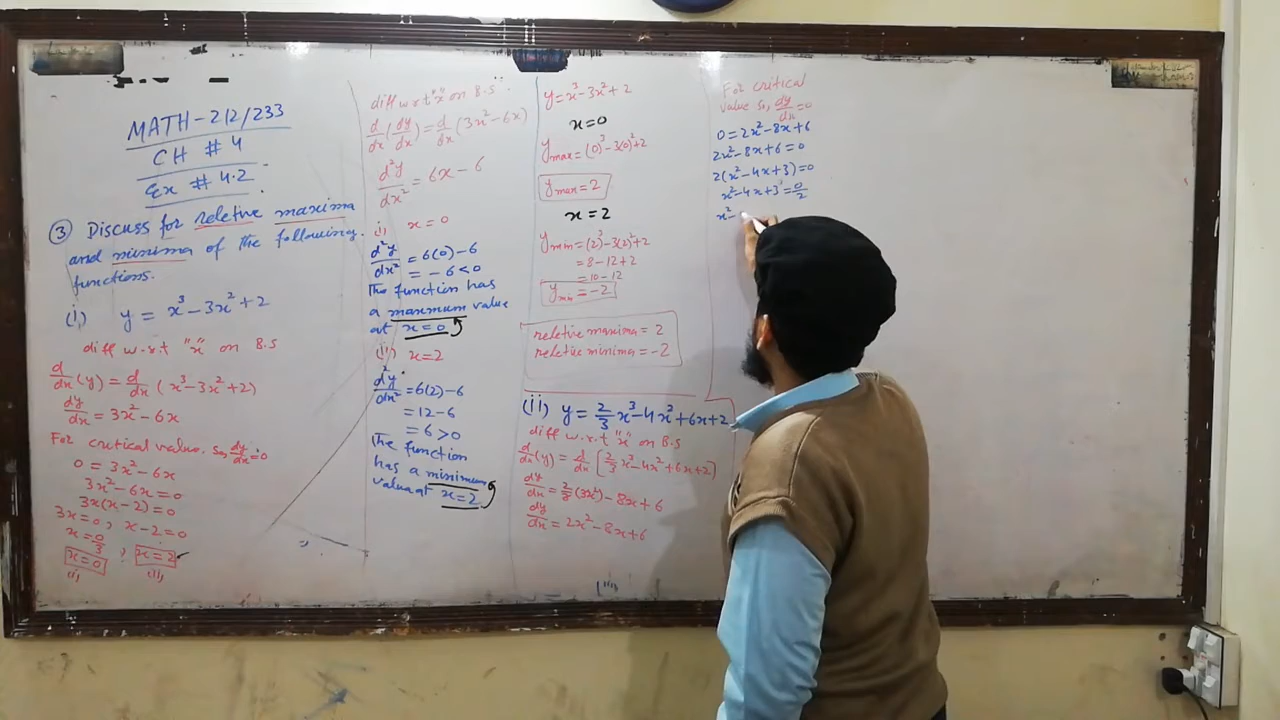 MATH-212/233
CH # 4
Ex # 4.2
③ Discuss for reletive maxima
and minima of the following
functions.
(i) y = x³-3x²+2
diff w.r.t "x" on B.S
d/dx (y) = d/dx (x³-3x²+2)
dy/dx = 3x²-6x
For critical value. so, dy/dx=0
0 = 3x²-6x
3x²-6x=0
3x(x-2)=0
3x=0, x-2=0
x=0/3
x=0 , x=2
(i) (ii)
diff w.r.t "x" on B.S.
d/dx (dy/dx) = d/dx (3x²-6x)
d²y/dx² = 6x-6
(i) x=0
d²y/dx² = 6(0)-6
= -6<0
The function has
a maxmum value
at x=0
(ii) x=2
d²y/dx² = 6(2)-6
= 12-6
= 6>0
The function
has a minimum
value at x=2
y=x³-3x²+2
x=0
ymax = (0)³-3(0)²+2
ymax = 2
x=2
ymin = (2)³-3(2)²+2
= 8-12+2
= 10-12
ymin = -2
reletive maxima = 2
reletive minima = -2
(ii) y = 2/3 x³-4x²+6x+2
diff w.r.t "x" on B.S
d/dx (y) = d/dx [2/3 x³-4x²+6x+2]
dy/dx = 2/3 (3x²)-8x+6
dy/dx = 2x²-8x+6
For critical
value so, dy/dx=0
0=2x²-8x+6
2x²-8x+6=0
2(x²-4x+3)=0
x²-4x+3=0/2
x²-